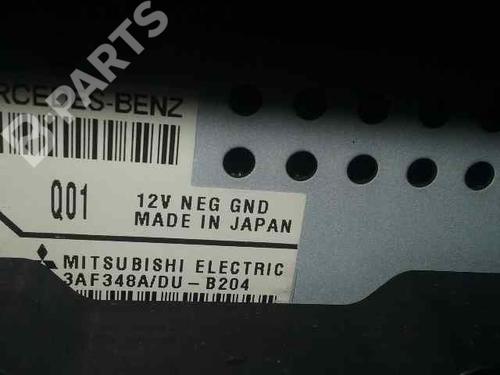 B PARTS
RCEDES-BENZ
Q01
12V NEG GND
MADE IN JAPAN
MITSUBISHI ELECTRIC
3AF348A/DU-B204